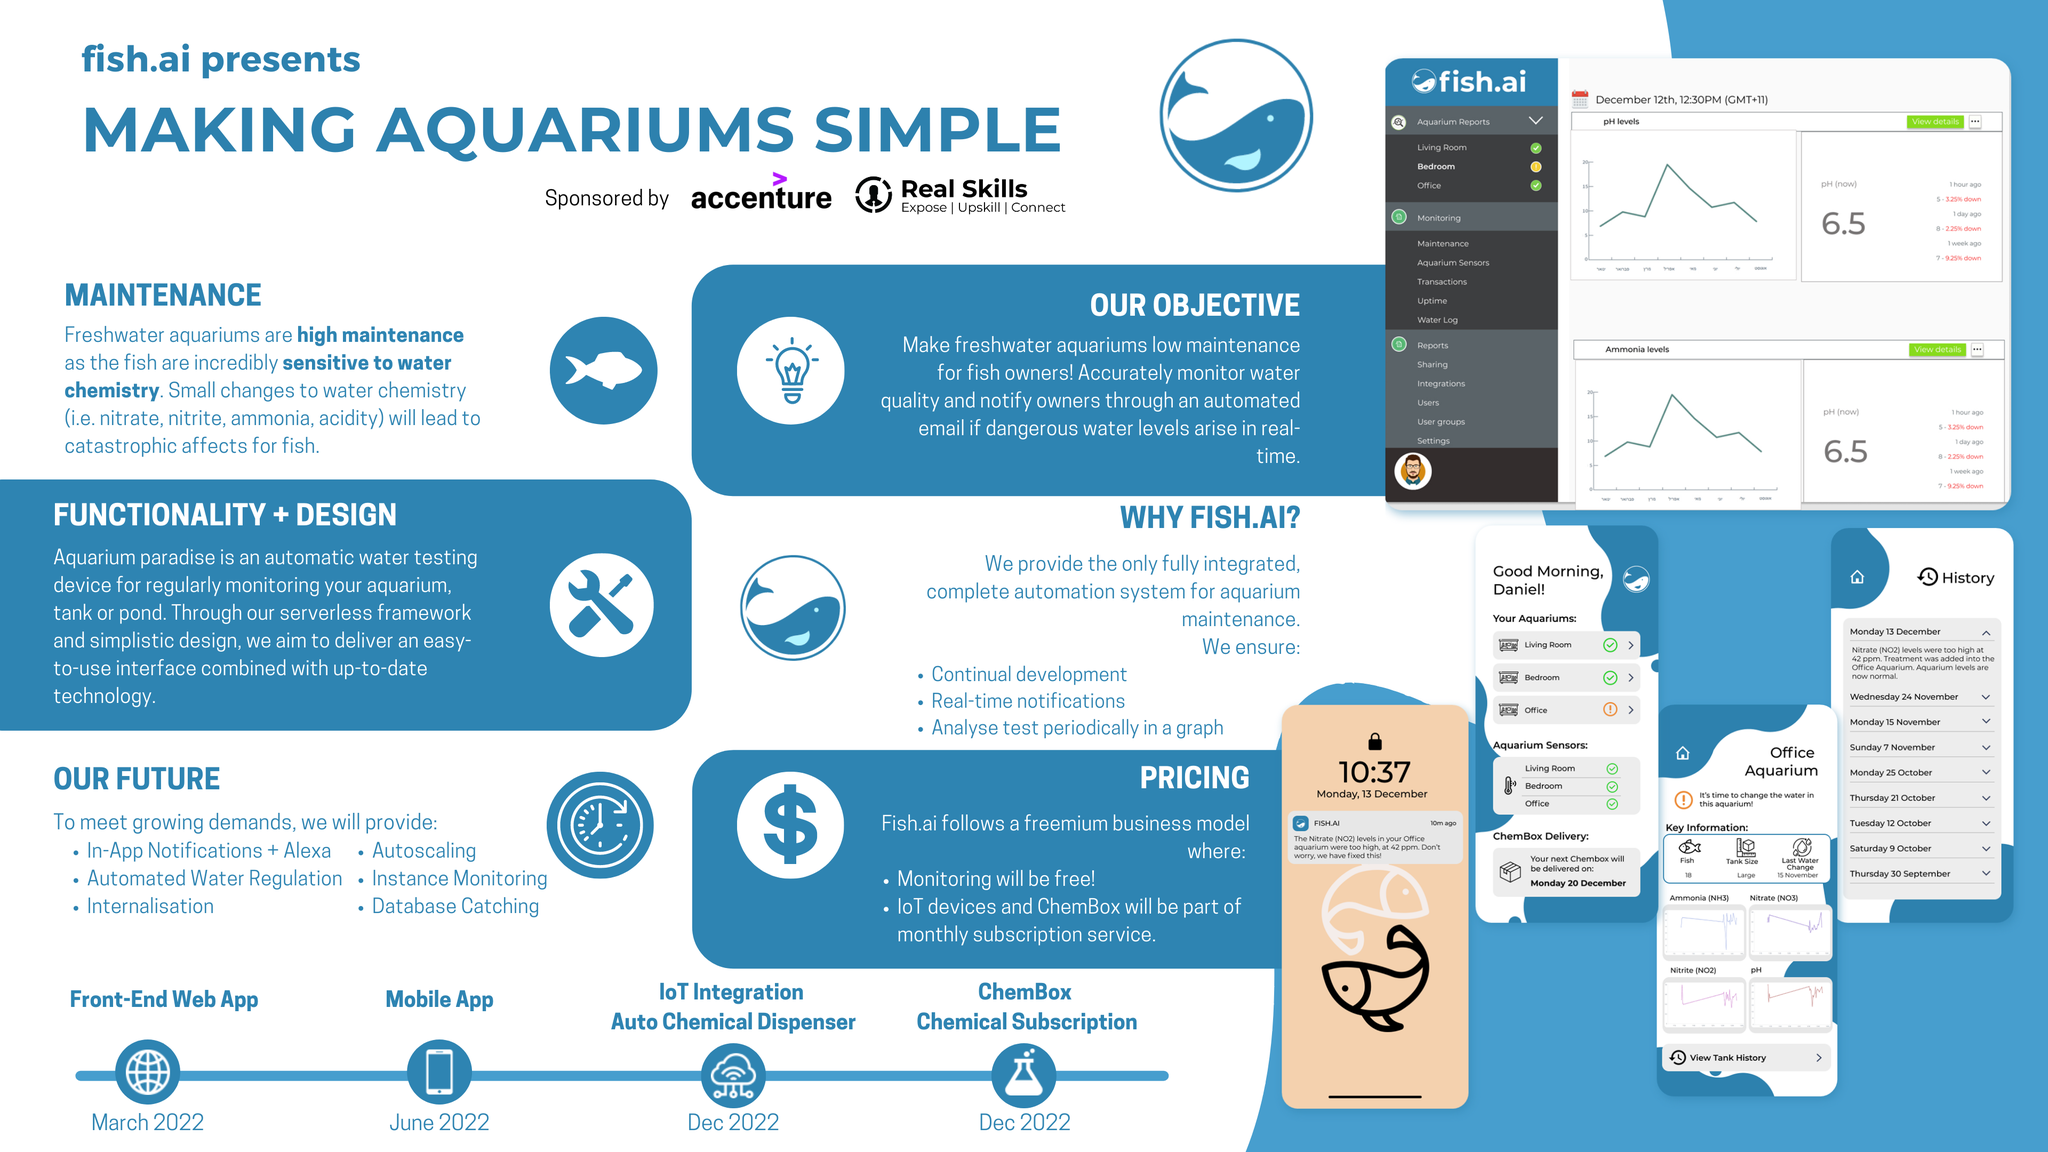 fish.ai presents
MAKING AQUARIUMS SIMPLE
Sponsored by
accenture
Real Skills
Expose | Upskill | Connect
MAINTENANCE
Freshwater aquariums are high maintenance
as the fish are incredibly sensitive to water
chemistry. Small changes to water chemistry
(i.e. nitrate, nitrite, ammonia, acidity) will lead to
catastrophic affects for fish.
OUR OBJECTIVE
Make freshwater aquariums low maintenance
for fish owners! Accurately monitor water
quality and notify owners through an automated
email if dangerous water levels arise in real-
time.
FUNCTIONALITY + DESIGN
Aquarium paradise is an automatic water testing
device for regularly monitoring your aquarium,
tank or pond. Through our serverless framework
and simplistic design, we aim to deliver an easy-
to-use interface combined with up-to-date
technology.
WHY FISH.AI?
We provide the only fully integrated,
complete automation system for aquarium
maintenance.
We ensure:
• Continual development
• Real-time notifications
• Analyse test periodically in a graph
OUR FUTURE
To meet growing demands, we will provide:
• In-App Notifications + Alexa
• Automated Water Regulation
• Internalisation
• Autoscaling
• Instance Monitoring
• Database Catching
PRICING
Fish.ai follows a freemium business model
where:
• Monitoring will be free!
• IoT devices and ChemBox will be part of
monthly subscription service.
Front-End Web App
March 2022
Mobile App
June 2022
IoT Integration
Auto Chemical Dispenser
Dec 2022
ChemBox
Chemical Subscription
Dec 2022
fish.ai
Aquarium Reports
Living Room
Bedroom
Office
Monitoring
Maintenance
Aquarium Sensors
Transactions
Uptime
Water Log
Reports
Sharing
Integrations
Users
User groups
Settings
December 12th, 12:30PM (GMT+11)
pH levels
View details
pH (now)
6.5
1 hour ago
5 - 3.25% down
1 day ago
8 - 2.25% down
1 week ago
7 - 9.25% down
Ammonia levels
View details
pH (now)
6.5
1 hour ago
5 - 3.25% down
1 day ago
8 - 2.25% down
1 week ago
7 - 9.25% down
Good Morning,
Daniel!
Your Aquariums:
Living Room
Bedroom
Office
Aquarium Sensors:
Living Room
Bedroom
Office
ChemBox Delivery:
Your next Chembox will
be delivered on:
Monday 20 December
History
Monday 13 December
Nitrate (NO2) levels were too high at
42 ppm. Treatment was added into the
Office Aquarium. Aquarium levels are
now normal.
Wednesday 24 November
Monday 15 November
Sunday 7 November
Monday 25 October
Thursday 21 October
Tuesday 12 October
Saturday 9 October
Thursday 30 September
10:37
Monday, 13 December
FISH.AI
10m ago
The Nitrate (NO2) levels in your Office
aquarium were too high, at 42 ppm. Don't
worry, we have fixed this!
Office
Aquarium
It's time to change the water in
this aquarium!
Key Information:
Fish
18
Tank Size
Large
Last Water
Change
15 November
Ammonia (NH3)
Nitrate (NO3)
Nitrite (NO2)
pH
View Tank History